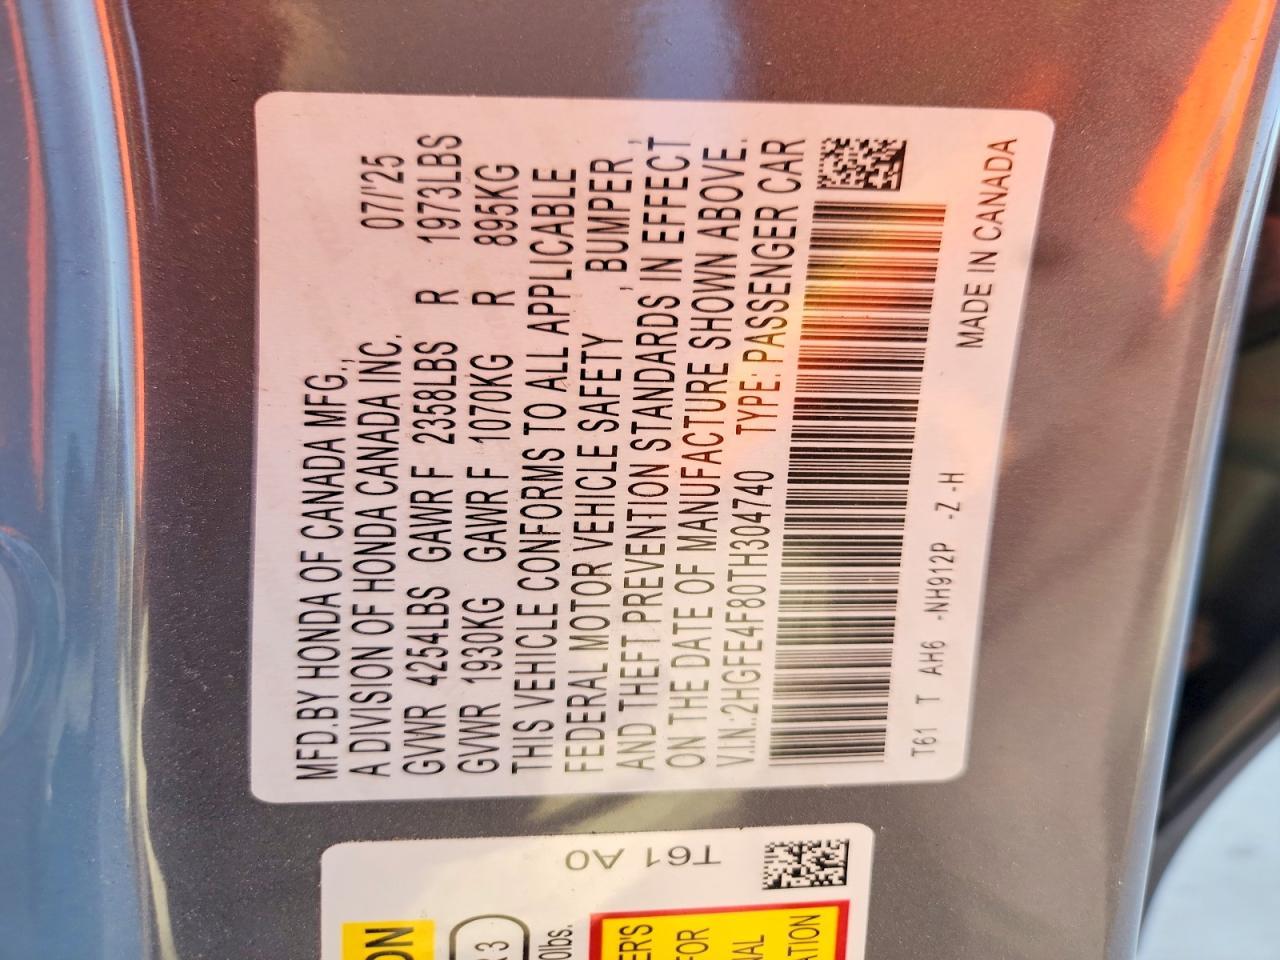 MFD.BY HONDA OF CANADA MFG.,
A DIVISION OF HONDA CANADA INC. 07/'25
GVWR 4254LBS GAWR F 2358LBS R 1973LBS
GVWR 1930KG GAWR F 1070KG R 895KG
THIS VEHICLE CONFORMS TO ALL APPLICABLE
FEDERAL MOTOR VEHICLE SAFETY , BUMPER ,
AND THEFT PREVENTION STANDARDS IN EFFECT
ON THE DATE OF MANUFACTURE SHOWN ABOVE.
V.I.N.:2HGFE4F80TH304740 TYPE: PASSENGER CAR
T61 T AH6 -NH912P -Z -H MADE IN CANADA
T61 A0